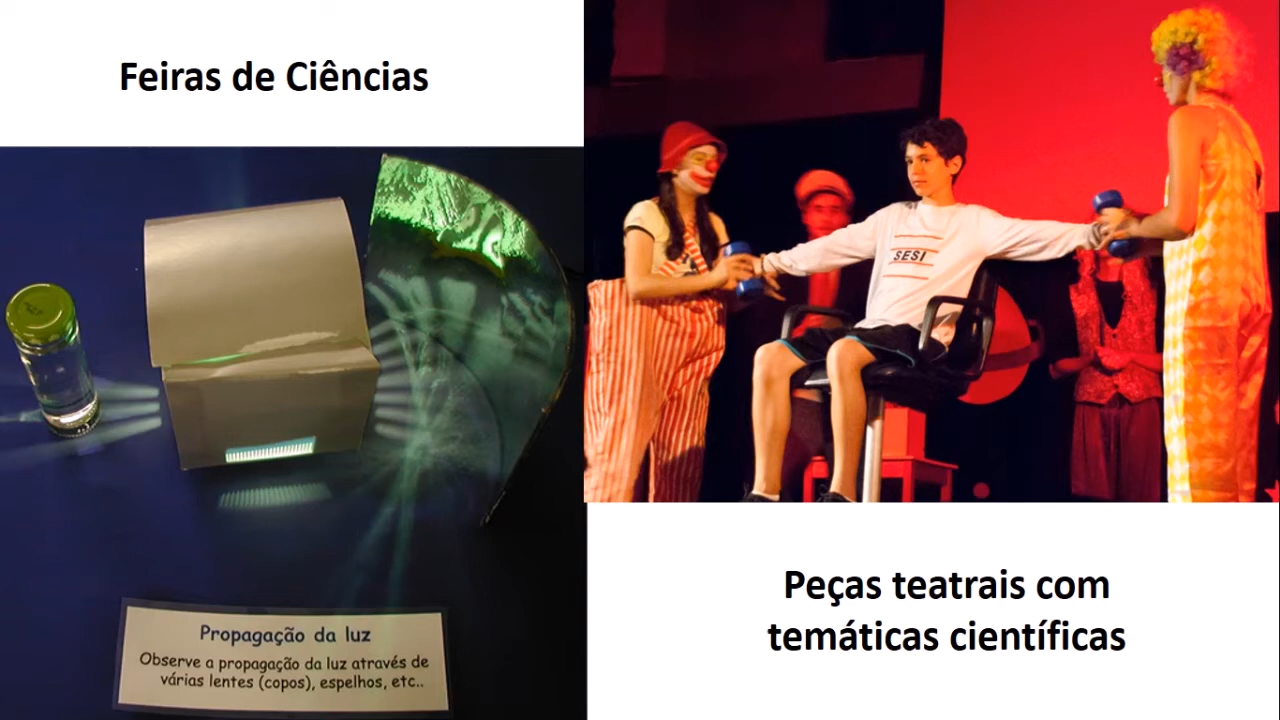 Feiras de Ciências
SESI
Propagação da luz
Observe a propagação da luz através de
várias lentes (copos), espelhos, etc..
Peças teatrais com
temáticas científicas